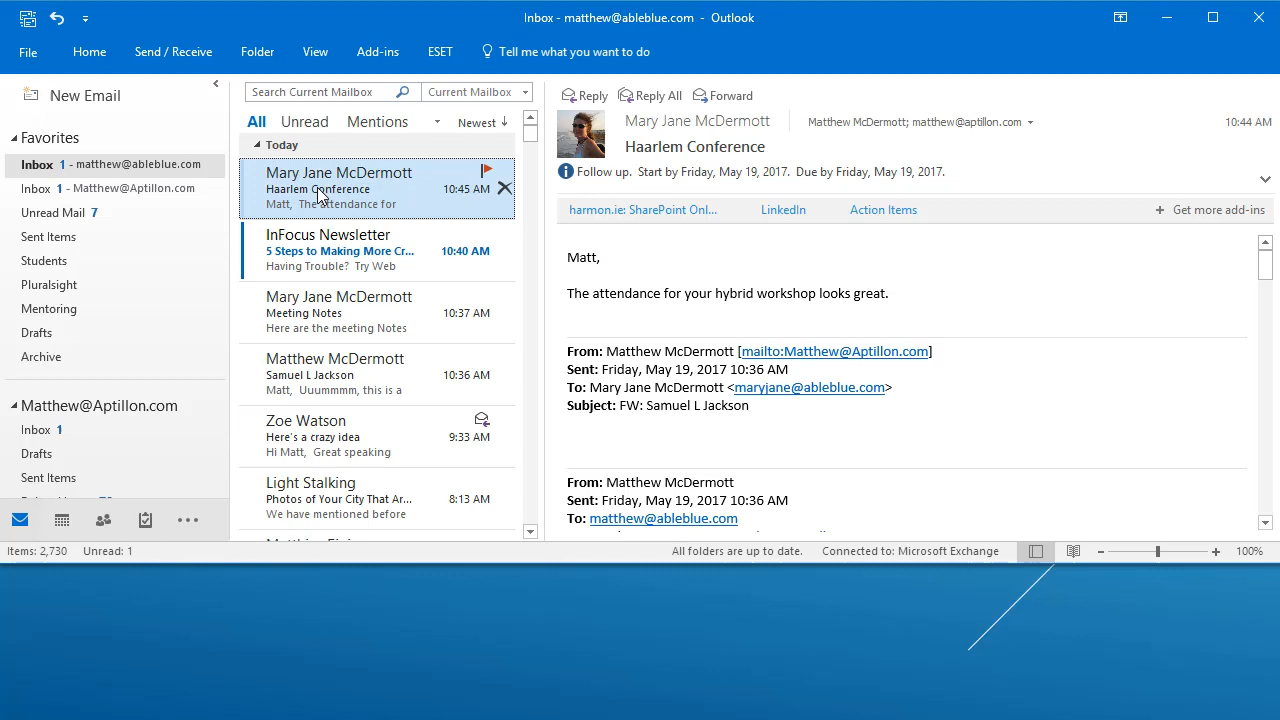 Inbox - matthew@ableblue.com - Outlook
File Home Send / Receive Folder View Add-ins ESET Tell me what you want to do
New Email
Favorites
Inbox 1 - matthew@ableblue.com
Inbox 1 - Matthew@Aptillon.com
Unread Mail 7
Sent Items
Students
Pluralsight
Mentoring
Drafts
Archive
Matthew@Aptillon.com
Inbox 1
Drafts
Sent Items
Search Current Mailbox Current Mailbox
All Unread Mentions Newest
Today
Mary Jane McDermott
Haarlem Conference 10:45 AM
Matt, The attendance for
InFocus Newsletter
5 Steps to Making More Cr... 10:40 AM
Having Trouble? Try Web
Mary Jane McDermott
Meeting Notes 10:37 AM
Here are the meeting Notes
Matthew McDermott
Samuel L Jackson 10:36 AM
Matt, Uuummmm, this is a
Zoe Watson
Here's a crazy idea 9:33 AM
Hi Matt, Great speaking
Light Stalking
Photos of Your City That Ar... 8:13 AM
We have mentioned before
Reply Reply All Forward
Mary Jane McDermott Matthew McDermott; matthew@aptillon.com 10:44 AM
Haarlem Conference
Follow up. Start by Friday, May 19, 2017. Due by Friday, May 19, 2017.
harmon.ie: SharePoint Onl... LinkedIn Action Items + Get more add-ins
Matt,
The attendance for your hybrid workshop looks great.
From: Matthew McDermott [mailto:Matthew@Aptillon.com]
Sent: Friday, May 19, 2017 10:36 AM
To: Mary Jane McDermott <maryjane@ableblue.com>
Subject: FW: Samuel L Jackson
From: Matthew McDermott
Sent: Friday, May 19, 2017 10:36 AM
To: matthew@ableblue.com
Items: 2,730 Unread: 1 All folders are up to date. Connected to: Microsoft Exchange 100%